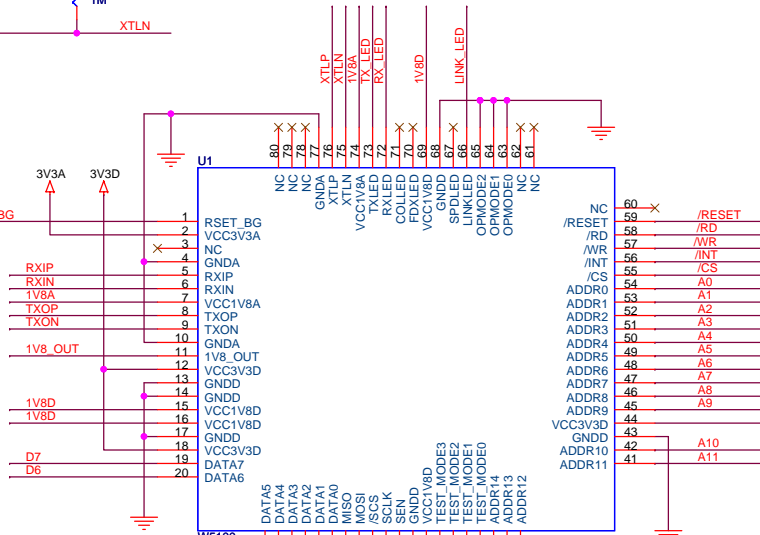 1M
XTLN
XTLP
XTLN
1V8A
TX_LED
RX_LED
1V8D
LINK_LED
80
79
78
77
76
75
74
73
72
71
70
69
68
67
66
65
64
63
62
61
U1
NC
NC
NC
GNDA
XTLP
XTLN
VCC1V8A
TXLED
RXLED
COLLED
FDXLED
VCC1V8D
GNDD
SPDLED
LINKLED
OPMODE2
OPMODE1
OPMODE0
NC
NC
3V3A
3V3D
BG
1 RSET_BG
2 VCC3V3A
3 NC
4 GNDA
RXIP 5 RXIP
RXIN 6 RXIN
1V8A 7 VCC1V8A
TXOP 8 TXOP
TXON 9 TXON
10 GNDA
1V8_OUT 11 1V8_OUT
12 VCC3V3D
13 GNDD
14 GNDD
1V8D 15 VCC1V8D
1V8D 16 VCC1V8D
17 GNDD
18 VCC3V3D
D7 19 DATA7
D6 20 DATA6
NC 60
/RESET 59 /RESET
/RD 58 /RD
/WR 57 /WR
/INT 56 /INT
/CS 55 /CS
ADDR0 54 A0
ADDR1 53 A1
ADDR2 52 A2
ADDR3 51 A3
ADDR4 50 A4
ADDR5 49 A5
ADDR6 48 A6
ADDR7 47 A7
ADDR8 46 A8
ADDR9 45 A9
VCC3V3D 44
GNDD 43
ADDR10 42 A10
ADDR11 41 A11
DATA5
DATA4
DATA3
DATA2
DATA1
DATA0
MISO
MOSI
/SCS
SCLK
SEN
GNDD
VCC1V8D
TEST_MODE3
TEST_MODE2
TEST_MODE1
TEST_MODE0
ADDR14
ADDR13
ADDR12